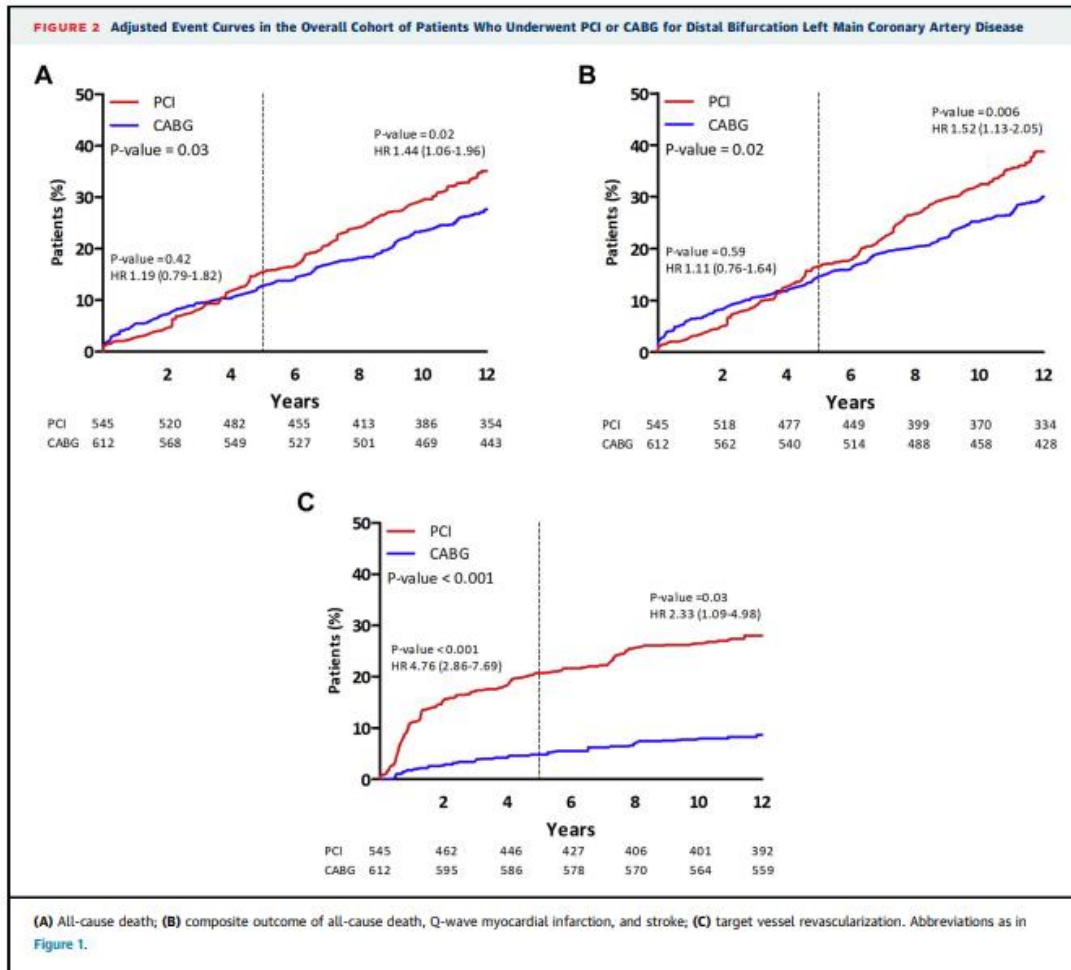 FIGURE 2 Adjusted Event Curves in the Overall Cohort of Patients Who Underwent PCI or CABG for Distal Bifurcation Left Main Coronary Artery Disease
A
Patients (%)
50
40
30
20
10
0
PCI
CABG
P-value = 0.03
P-value = 0.02
HR 1.44 (1.06-1.96)
P-value = 0.42
HR 1.19 (0.79-1.82)
2 4 6 8 10 12
Years
PCI 545 520 482 455 413 386 354
CABG 612 568 549 527 501 469 443
B
Patients (%)
50
40
30
20
10
0
PCI
CABG
P-value = 0.02
P-value = 0.006
HR 1.52 (1.13-2.05)
P-value = 0.59
HR 1.11 (0.76-1.64)
2 4 6 8 10 12
Years
PCI 545 518 477 449 399 370 334
CABG 612 562 540 514 488 458 428
C
Patients (%)
50
40
30
20
10
0
PCI
CABG
P-value < 0.001
P-value =0.03
HR 2.33 (1.09-4.98)
P-value < 0.001
HR 4.76 (2.86-7.69)
2 4 6 8 10 12
Years
PCI 545 462 446 427 406 401 392
CABG 612 595 586 578 570 564 559
(A) All-cause death; (B) composite outcome of all-cause death, Q-wave myocardial infarction, and stroke; (C) target vessel revascularization. Abbreviations as in
Figure 1.